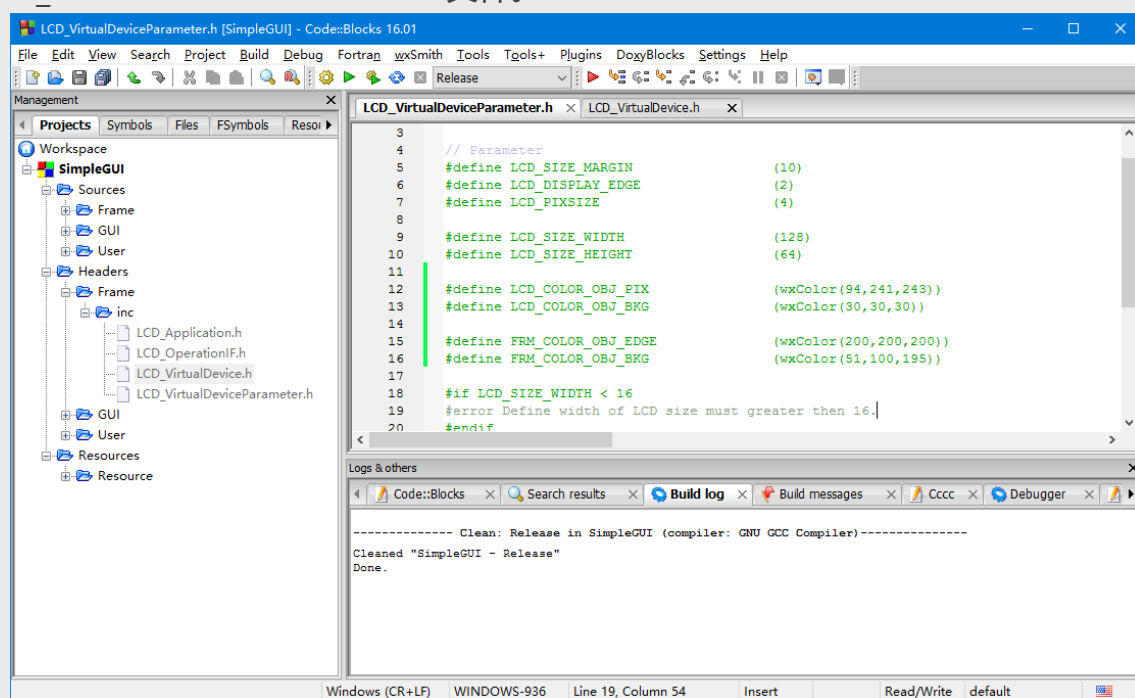 LCD_VirtualDeviceParameter.h [SimpleGUI] - Code::Blocks 16.01
File Edit View Search Project Build Debug Fortran wxSmith Tools Tools+ Plugins DoxyBlocks Settings Help
Release
Management
Projects Symbols Files FSymbols
Workspace
SimpleGUI
Sources
Frame
GUI
User
Headers
Frame
inc
LCD_Application.h
LCD_OperationIF.h
LCD_VirtualDevice.h
LCD_VirtualDeviceParameter.h
GUI
User
Resources
Resource
LCD_VirtualDeviceParameter.h LCD_VirtualDevice.h
3
4 // Parameter
5 #define LCD_SIZE_MARGIN (10)
6 #define LCD_DISPLAY_EDGE (2)
7 #define LCD_PIXSIZE (4)
8
9 #define LCD_SIZE_WIDTH (128)
10 #define LCD_SIZE_HEIGHT (64)
11
12 #define LCD_COLOR_OBJ_PIX (wxColor(94,241,243))
13 #define LCD_COLOR_OBJ_BKG (wxColor(30,30,30))
14
15 #define FRM_COLOR_OBJ_EDGE (wxColor(200,200,200))
16 #define FRM_COLOR_OBJ_BKG (wxColor(51,100,195))
17
18 #if LCD_SIZE_WIDTH < 16
19 #error Define width of LCD size must greater then 16.
20 #endif
Logs & others
Code::Blocks Search results Build log Build messages Cccc Debugger
-------------- Clean: Release in SimpleGUI (compiler: GNU GCC Compiler)---------------
Cleaned "SimpleGUI - Release"
Done.
Windows (CR+LF) WINDOWS-936 Line 19, Column 54 Insert Read/Write default